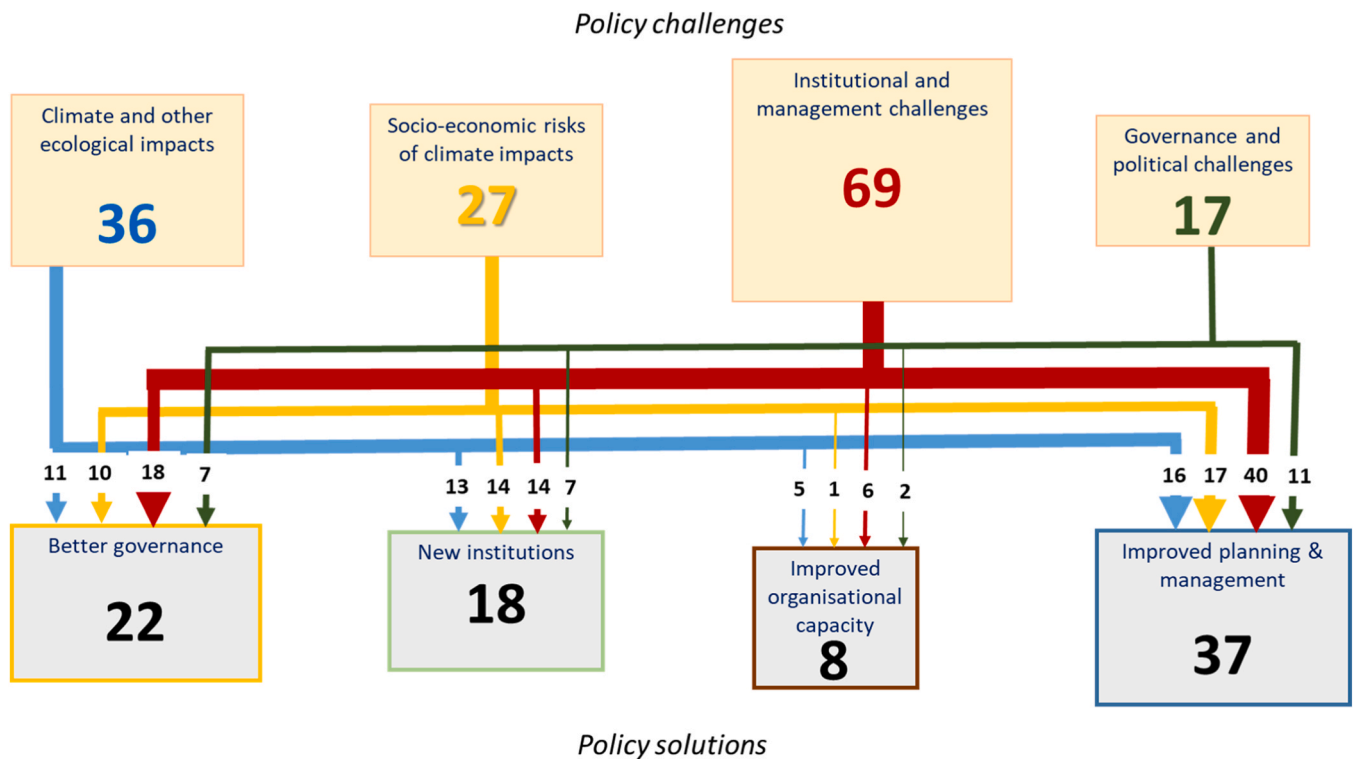 Policy challenges
Climate and other
ecological impacts
36
Socio-economic risks
of climate impacts
27
Institutional and
management challenges
69
Governance and
political challenges
17
11
10
18
7
13
14
14
7
5
1
6
2
16
17
40
11
Better governance
22
New institutions
18
Improved
organisational
capacity
8
Improved planning &
management
37
Policy solutions